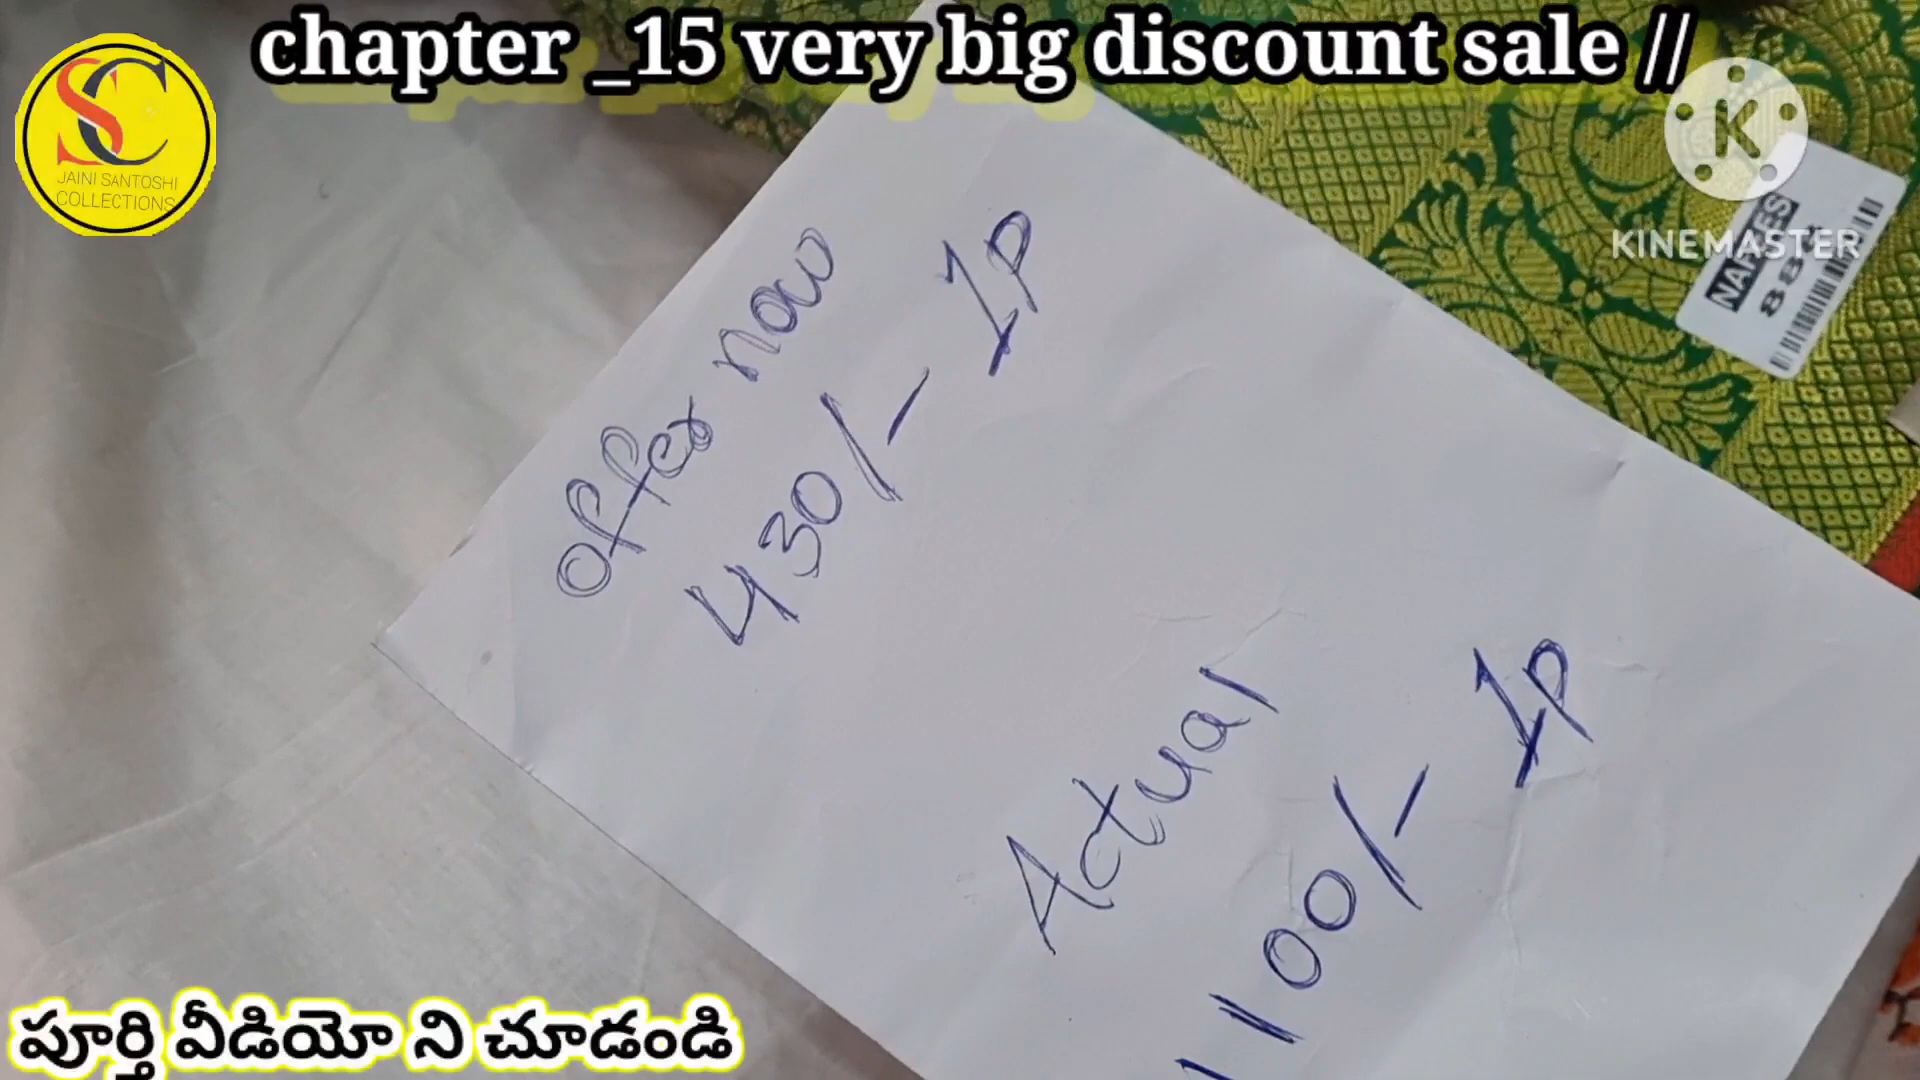 chapter _15 very big discount sale //
SC
JAINI SANTOSHI
COLLECTIONS
K
KINEMASTER
offer now
430/- 1p
Actual
1100/- 1p
పూర్తి వీడియో ని చూడండి